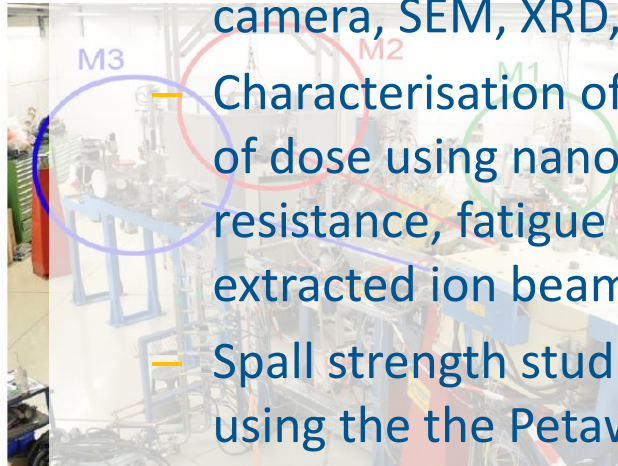 camera, SEM, XRD,
M3
M2
M1
– Characterisation of
of dose using nano
resistance, fatigue
extracted ion beam
– Spall strength stud
using the the Petaw